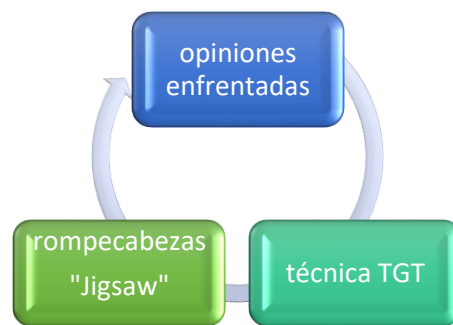 opiniones
enfrentadas
rompecabezas
"Jigsaw"
técnica TGT